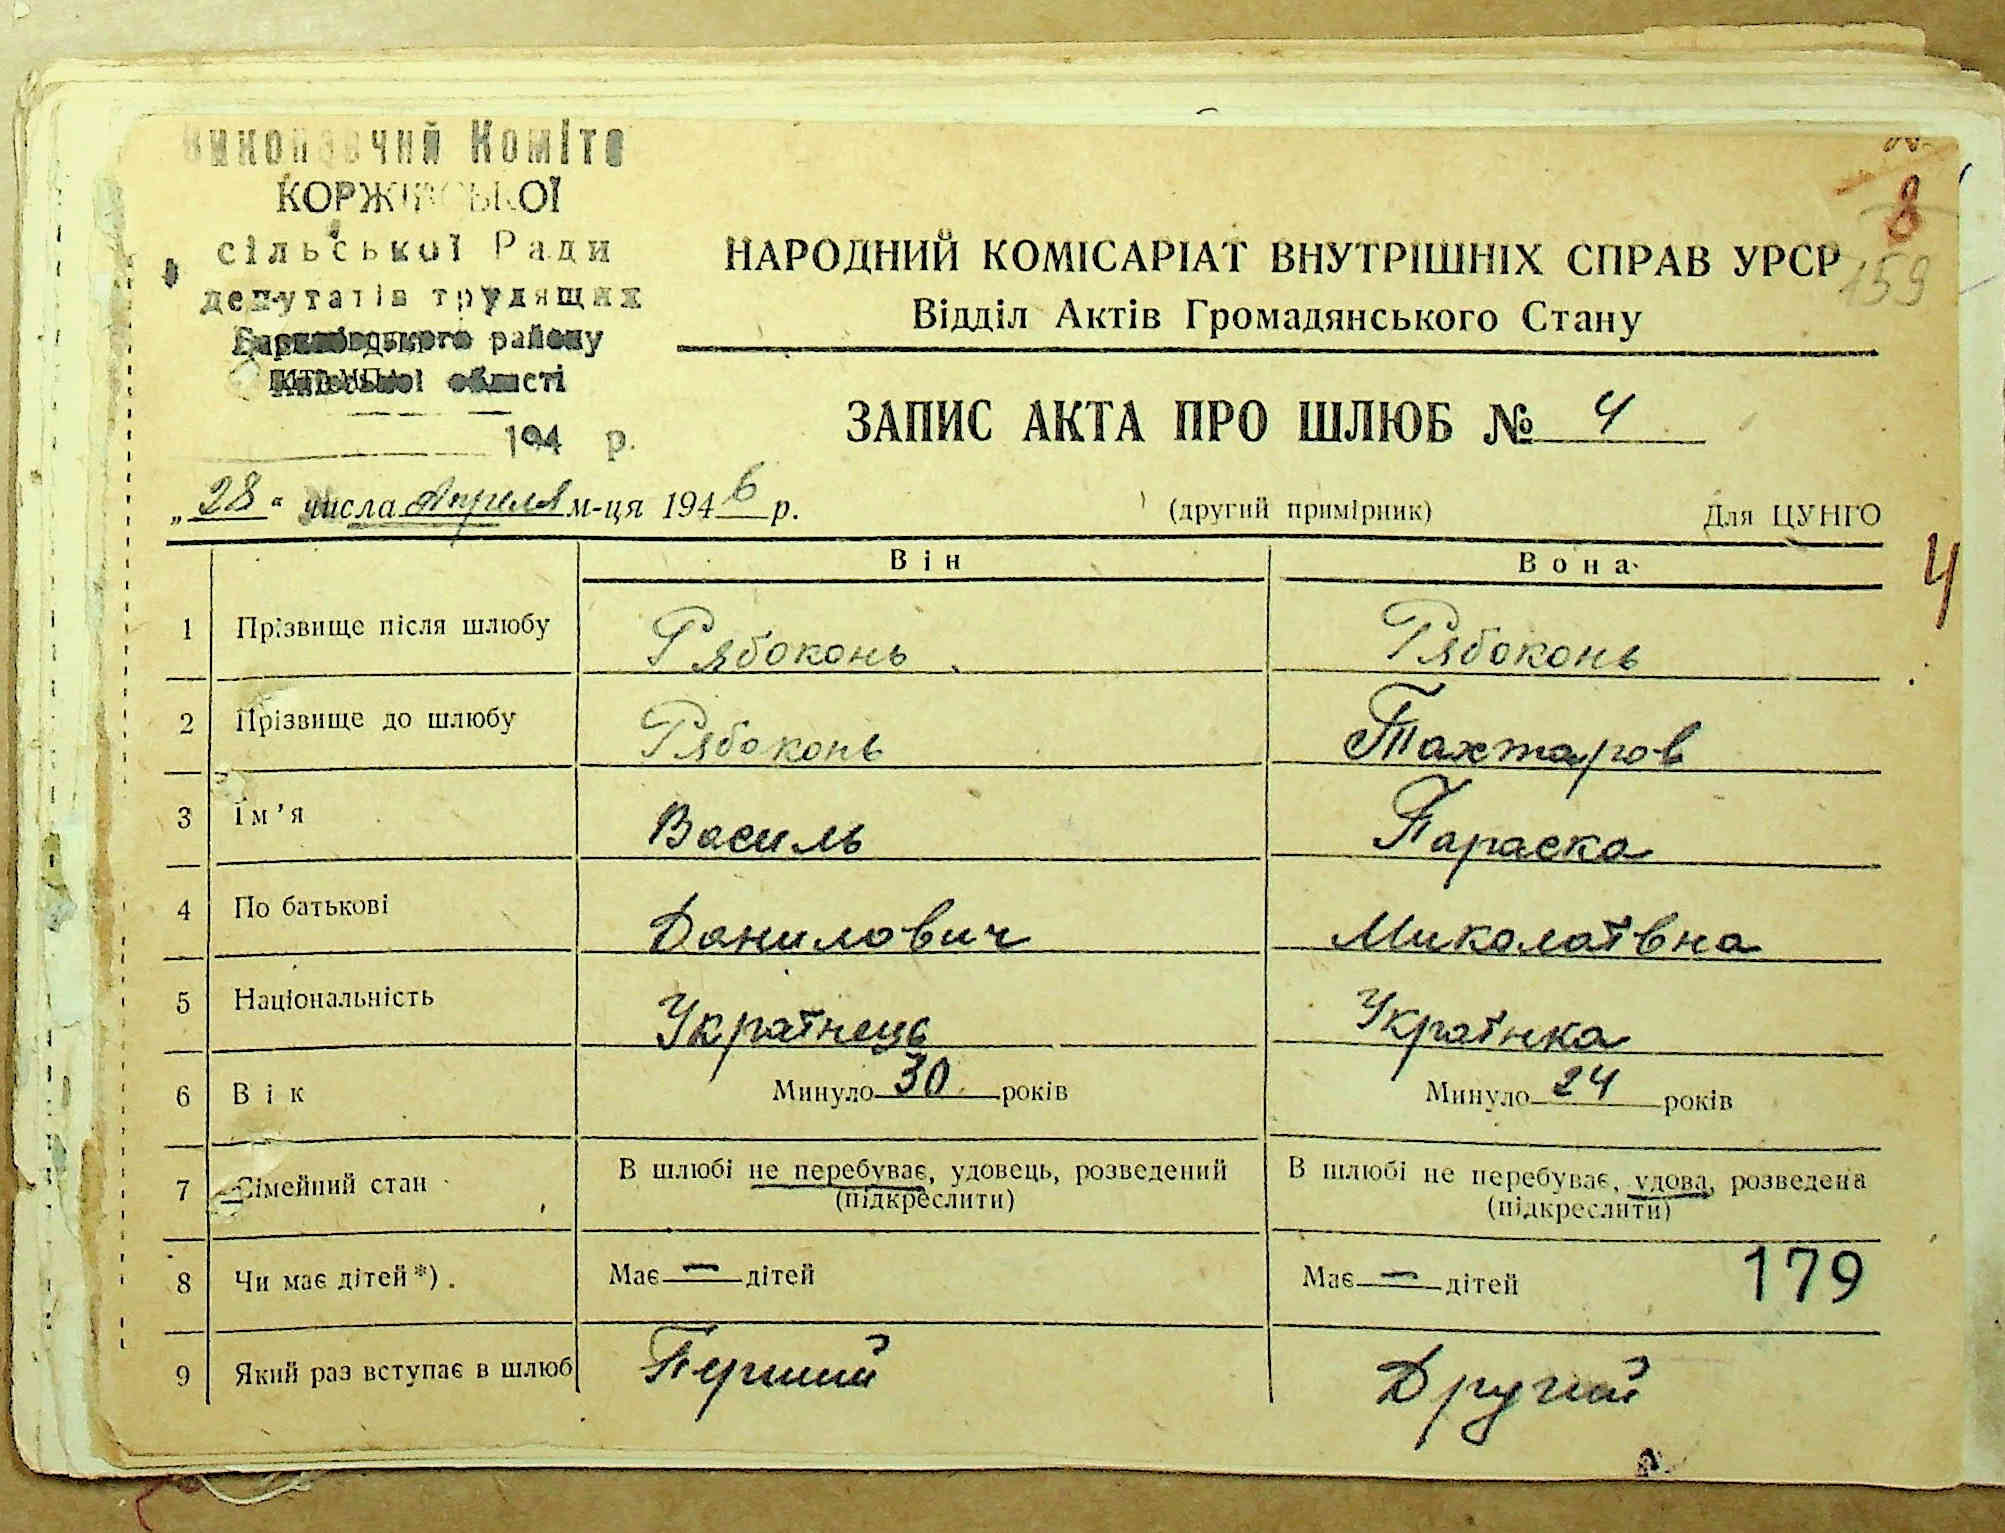 Виконавчий Коміте
КОРЖІВСЬКОЇ
сільської Ради
депутатів трудящих
району
області
194 р.
8
159
НАРОДНИЙ КОМІСАРІАТ ВНУТРІШНІХ СПРАВ УРСР
Відділ Актів Громадянського Стану
ЗАПИС АКТА ПРО ШЛЮБ № 4
„28“ числа Апреля м-ця 1946 р.
(другий примірник) Для ЦУНГО
4
Він Вона
1 Прізвище після шлюбу Рябоконь Рябоконь
2 Прізвище до шлюбу Рябоконь Тахтаров
3 Ім’я Василь Параска
4 По батькові Данилович Миколаївна
5 Національність Українець Українка
6 Вік Минуло 30 років Минуло 24 років
7 Сімейний стан В шлюбі не перебуває, удовець, розведений В шлюбі не перебуває, удова, розведена
(підкреслити) (підкреслити)
8 Чи має дітей*). Має — дітей Має — дітей
179
9 Який раз вступає в шлюб Перший Другий